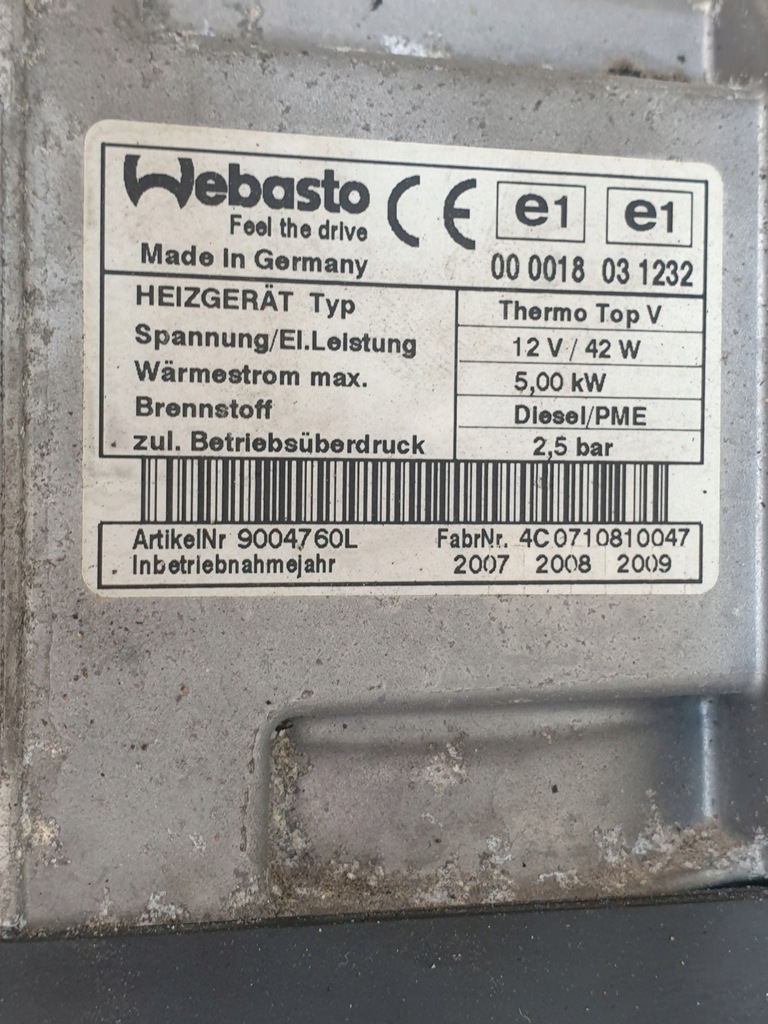 Webasto
Feel the drive
Made In Germany
CE e1 e1
00 0018 03 1232
HEIZGERÄT Typ Thermo Top V
Spannung/El.Leistung 12 V / 42 W
Wärmestrom max. 5,00 kW
Brennstoff Diesel/PME
zul. Betriebsüberdruck 2,5 bar
ArtikelNr 9004760L FabrNr. 4C0710810047
Inbetriebnahmejahr 2007 2008 2009